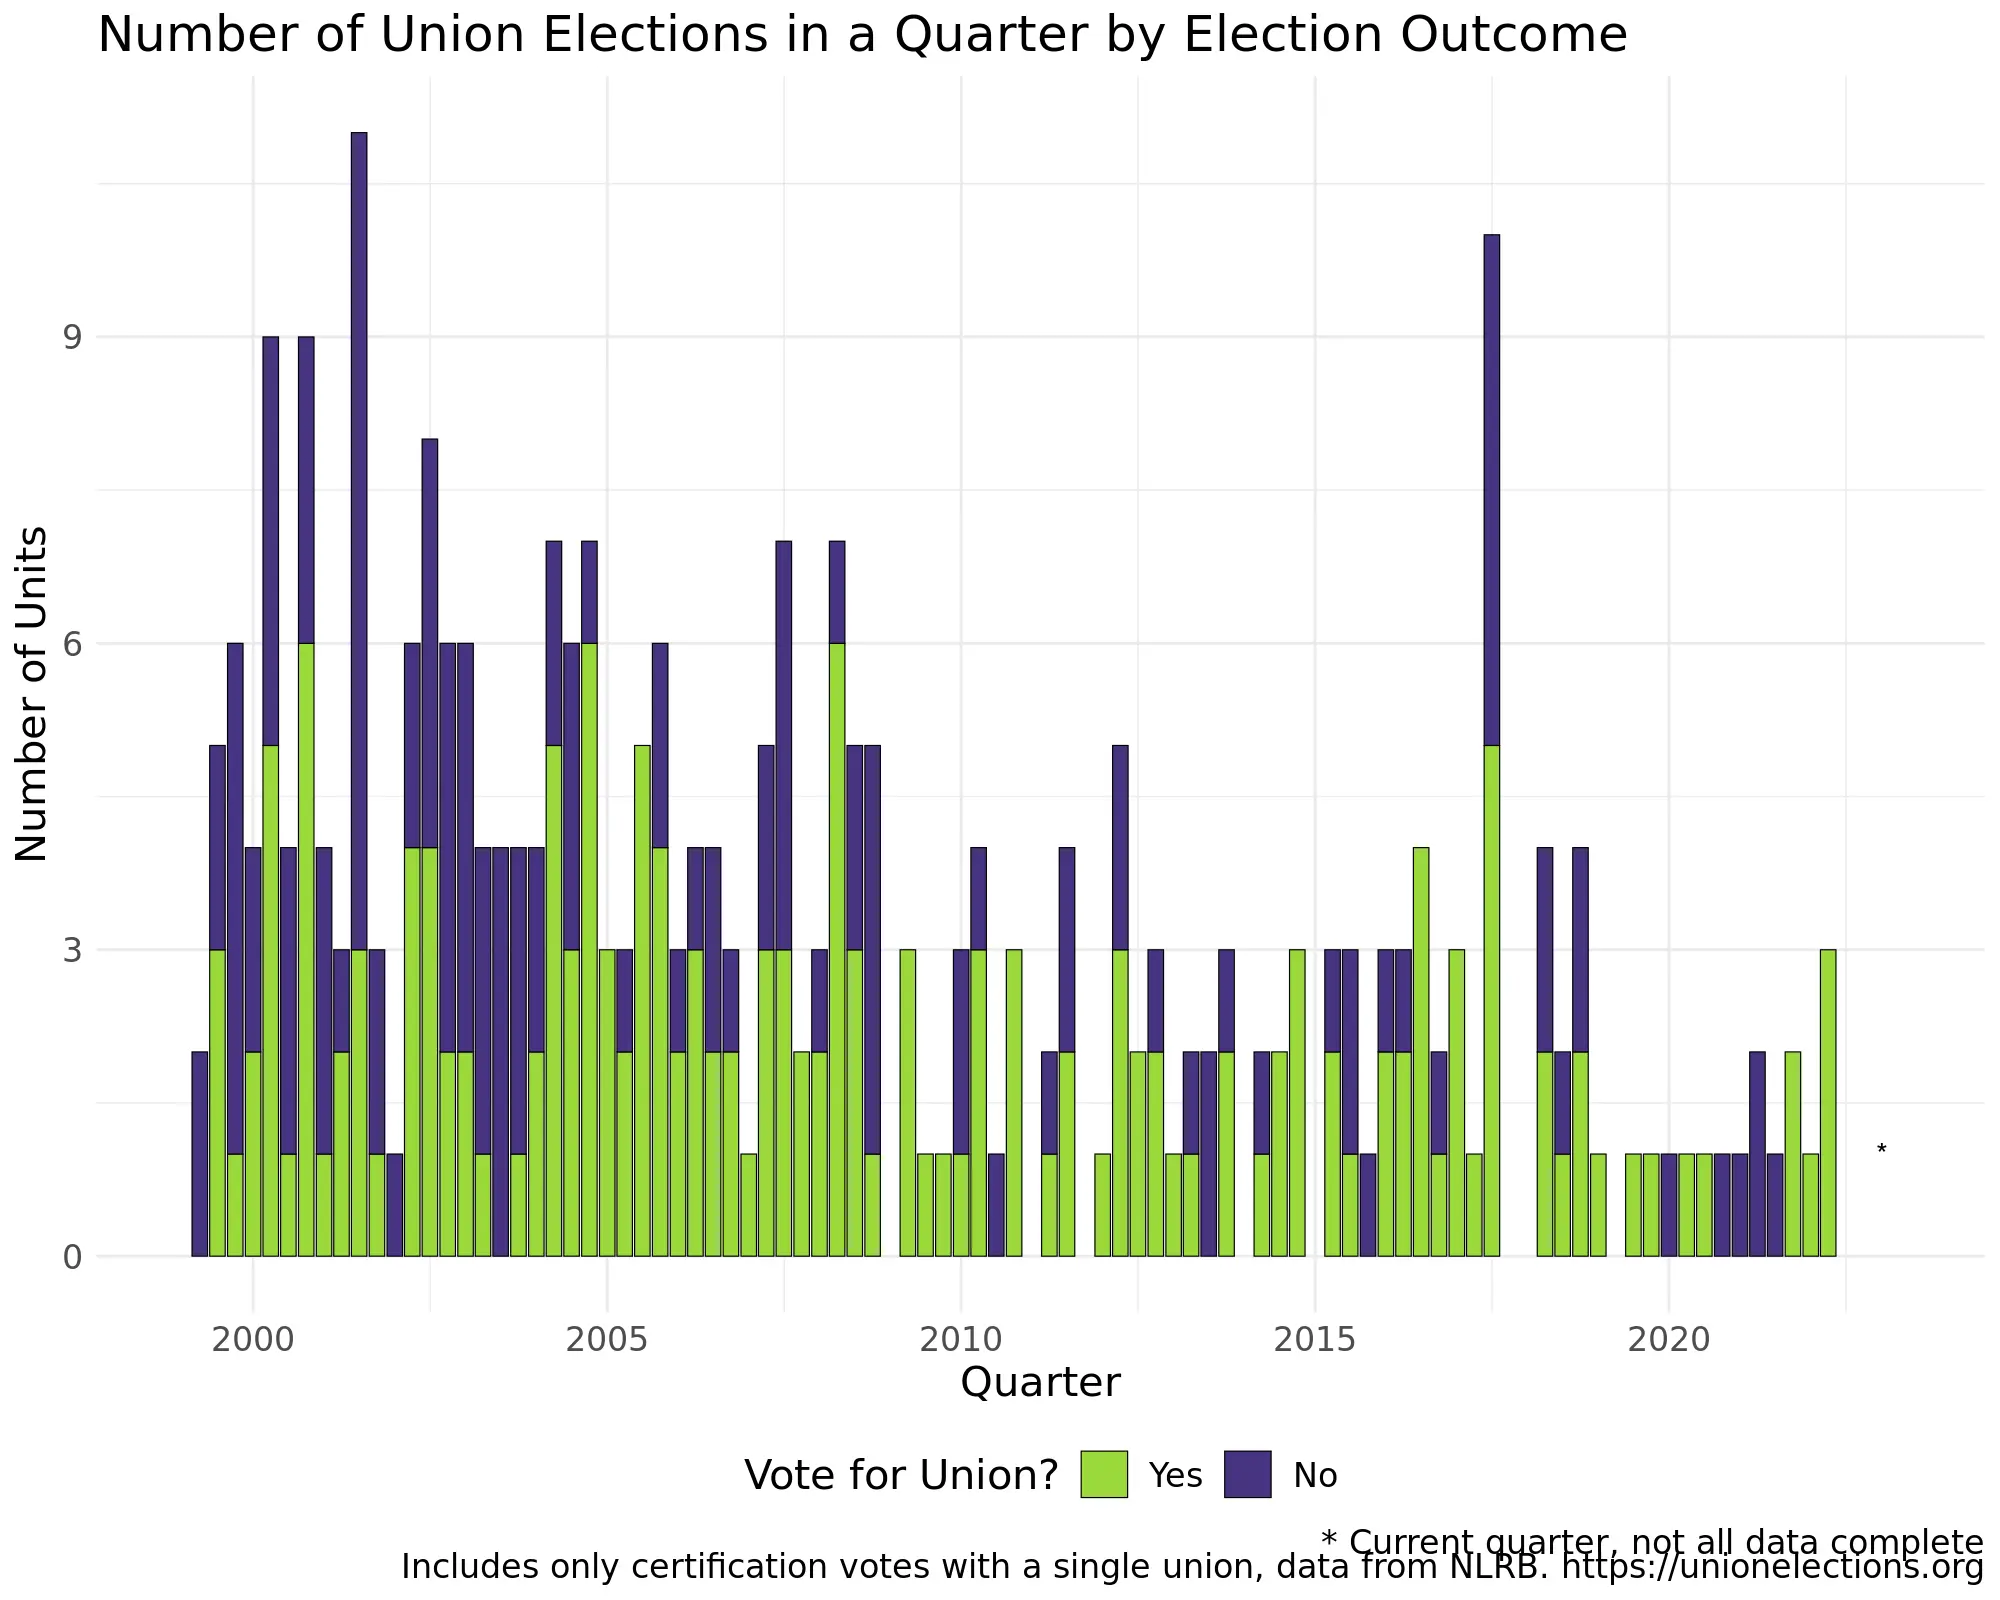 Number of Union Elections in a Quarter by Election Outcome
Number of Units
9
6
3
0
*
2000 2005 2010 2015 2020
Quarter
Vote for Union? Yes No
* Current quarter, not all data complete
Includes only certification votes with a single union, data from NLRB. https://unionelections.org